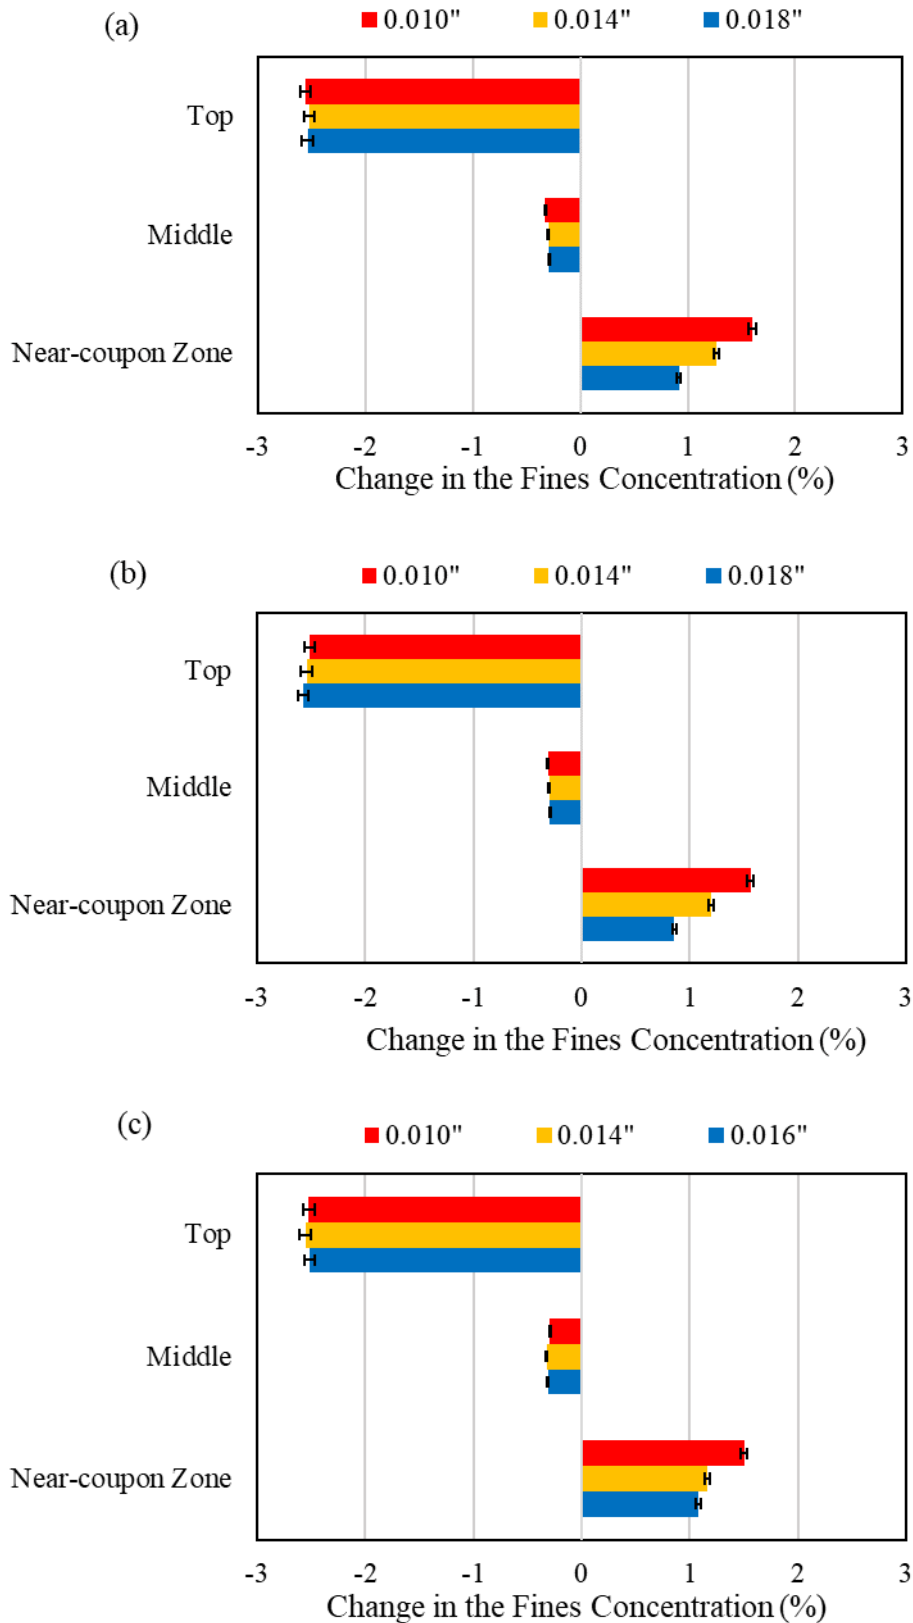 (a)
0.010" 0.014" 0.018"
Top
Middle
Near-coupon Zone
-3 -2 -1 0 1 2 3
Change in the Fines Concentration (%)
(b)
0.010" 0.014" 0.018"
Top
Middle
Near-coupon Zone
-3 -2 -1 0 1 2 3
Change in the Fines Concentration (%)
(c)
0.010" 0.014" 0.016"
Top
Middle
Near-coupon Zone
-3 -2 -1 0 1 2 3
Change in the Fines Concentration (%)